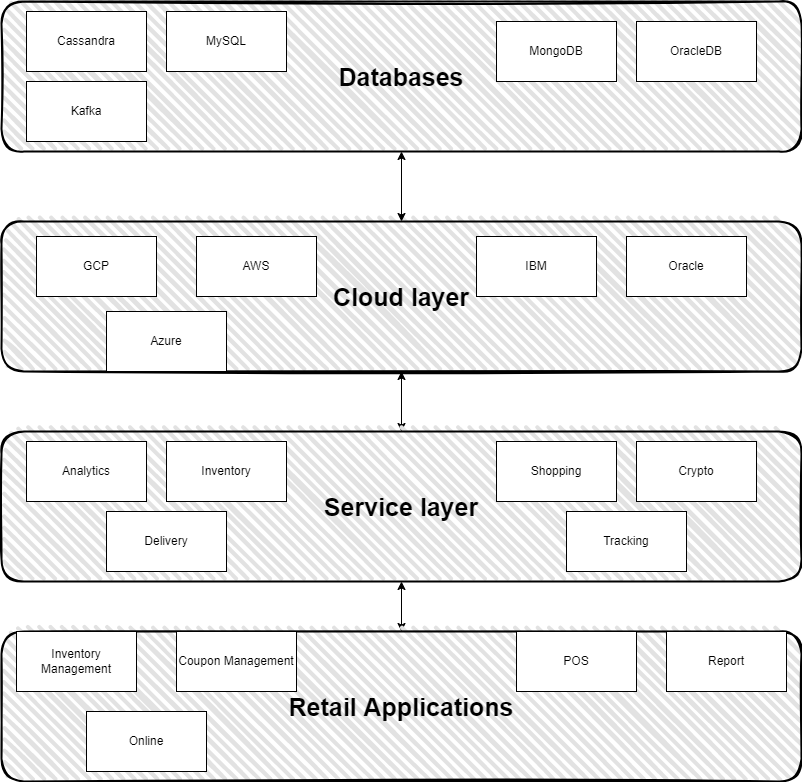 Cassandra
MySQL
MongoDB
OracleDB
Databases
Kafka
GCP
AWS
IBM
Oracle
Cloud layer
Azure
Analytics
Inventory
Shopping
Crypto
Service layer
Delivery
Tracking
Inventory
Management
Coupon Management
POS
Report
Retail Applications
Online